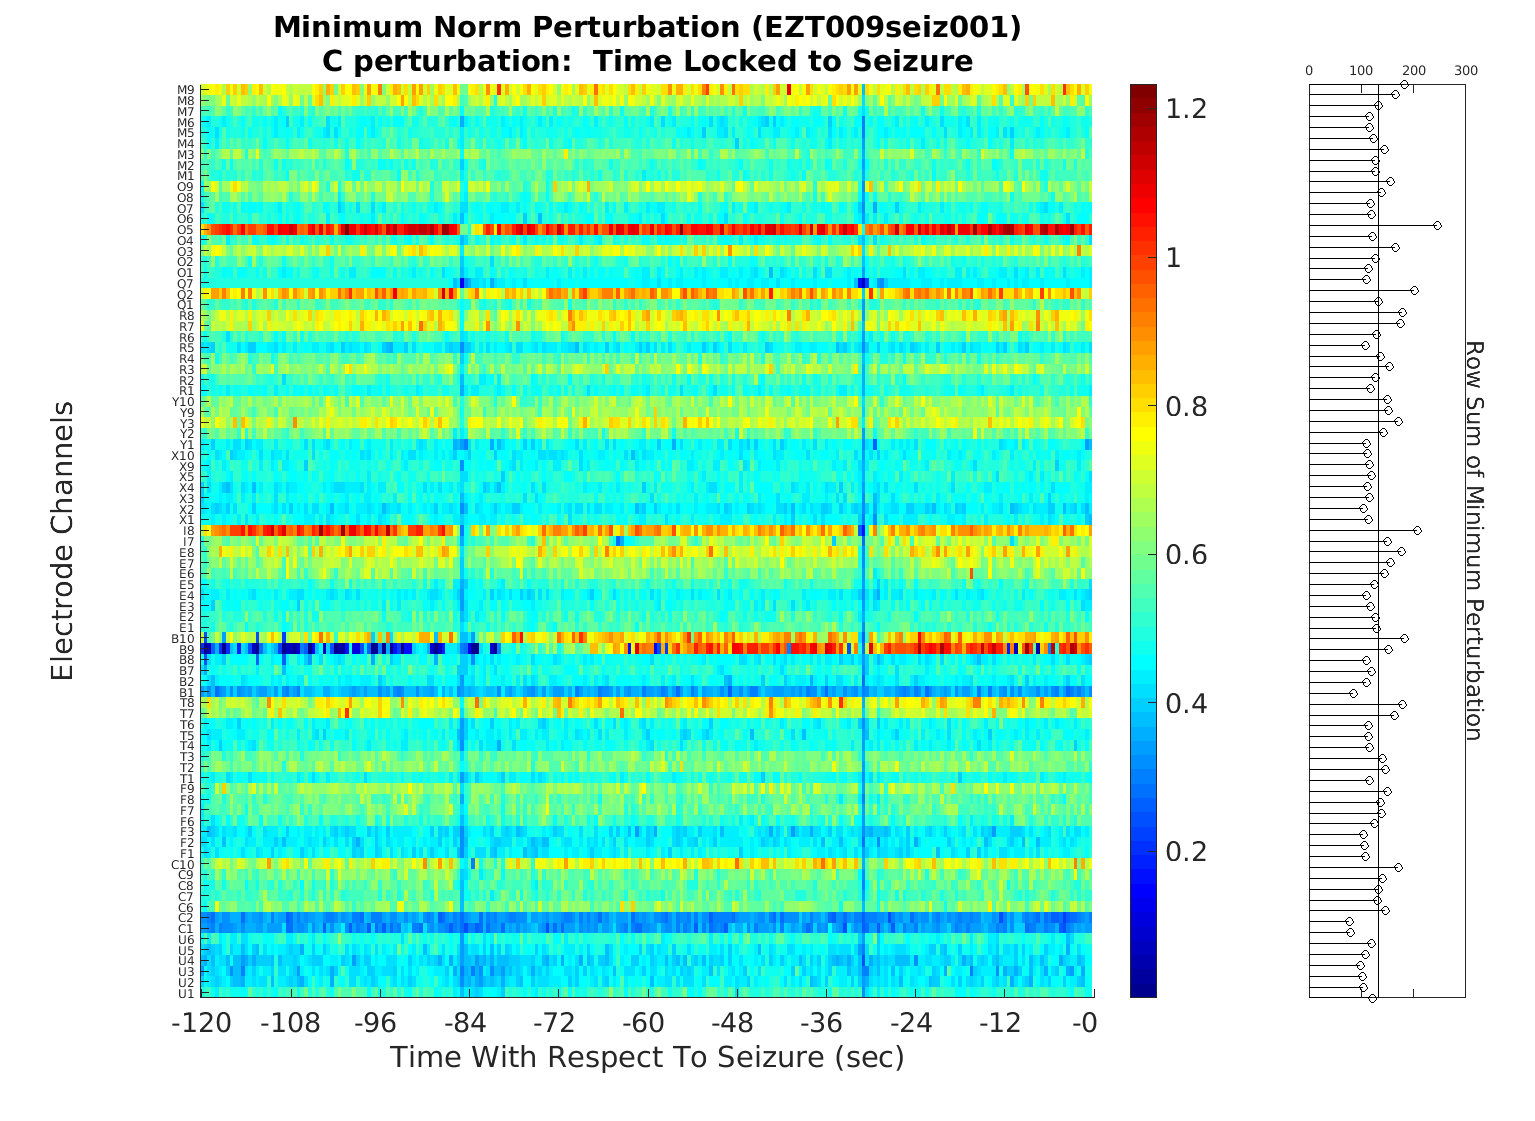 Minimum Norm Perturbation (EZT009seiz001)
C perturbation:  Time Locked to Seizure
Electrode Channels
M9
M8
M7
M6
M5
M4
M3
M2
M1
O9
O8
O7
O6
O5
O4
O3
O2
O1
Q7
Q2
Q1
R8
R7
R6
R5
R4
R3
R2
R1
Y10
Y9
Y3
Y2
Y1
X10
X9
X5
X4
X3
X2
X1
I8
I7
E8
E7
E6
E5
E4
E3
E2
E1
B10
B9
B8
B7
B2
B1
T8
T7
T6
T5
T4
T3
T2
T1
F9
F8
F7
F6
F3
F2
F1
C10
C9
C8
C7
C6
C2
C1
U6
U5
U4
U3
U2
U1
-120 -108 -96 -84 -72 -60 -48 -36 -24 -12 -0
Time With Respect To Seizure (sec)
1.2
1
0.8
0.6
0.4
0.2
0 100 200 300
Row Sum of Minimum Perturbation